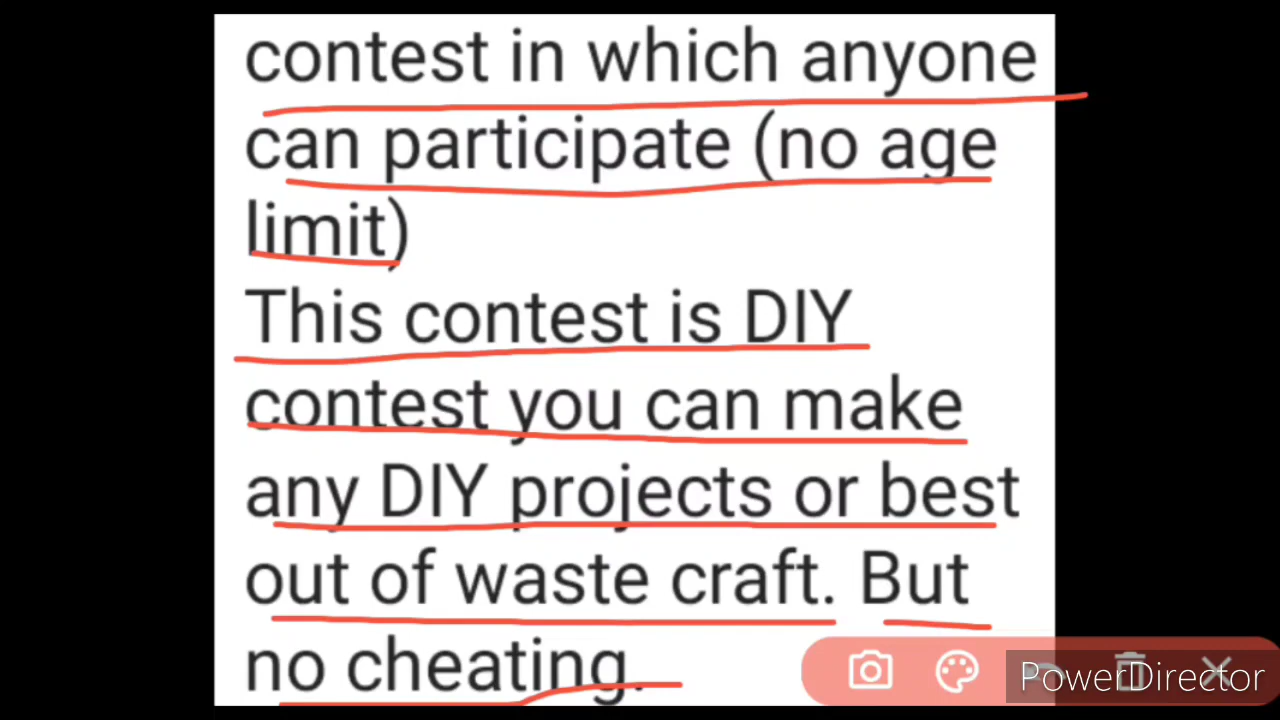 contest in which anyone
can participate (no age
limit)
This contest is DIY
contest you can make
any DIY projects or best
out of waste craft. But
no cheating.
PowerDirector